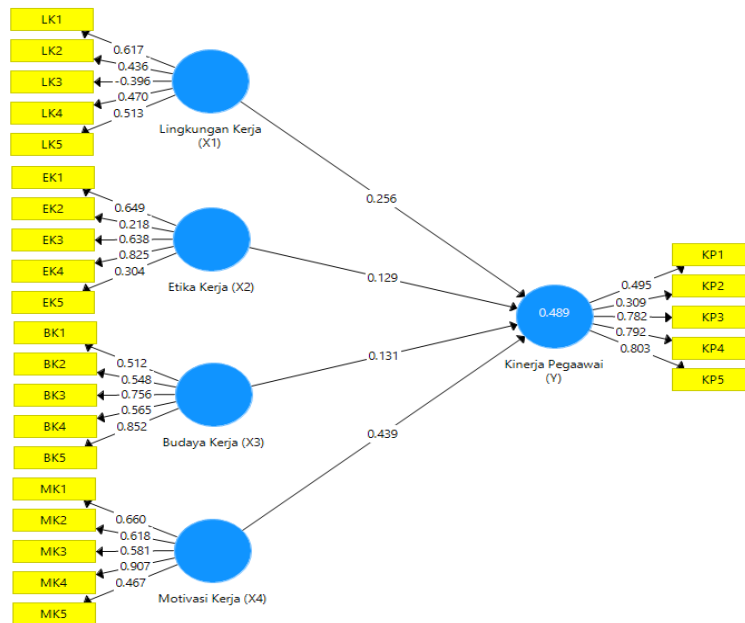 LK1
LK2
LK3
LK4
LK5
0.617
0.436
-0.396
0.470
0.513
Lingkungan Kerja
(X1)
EK1
EK2
EK3
EK4
EK5
0.649
0.218
0.638
0.825
0.304
Etika Kerja (X2)
BK1
BK2
BK3
BK4
BK5
0.512
0.548
0.756
0.565
0.852
Budaya Kerja (X3)
MK1
MK2
MK3
MK4
MK5
0.660
0.618
0.581
0.907
0.467
Motivasi Kerja (X4)
0.256
0.129
0.131
0.439
0.489
Kinerja Pegaawai
(Y)
0.495
0.309
0.782
0.792
0.803
KP1
KP2
KP3
KP4
KP5